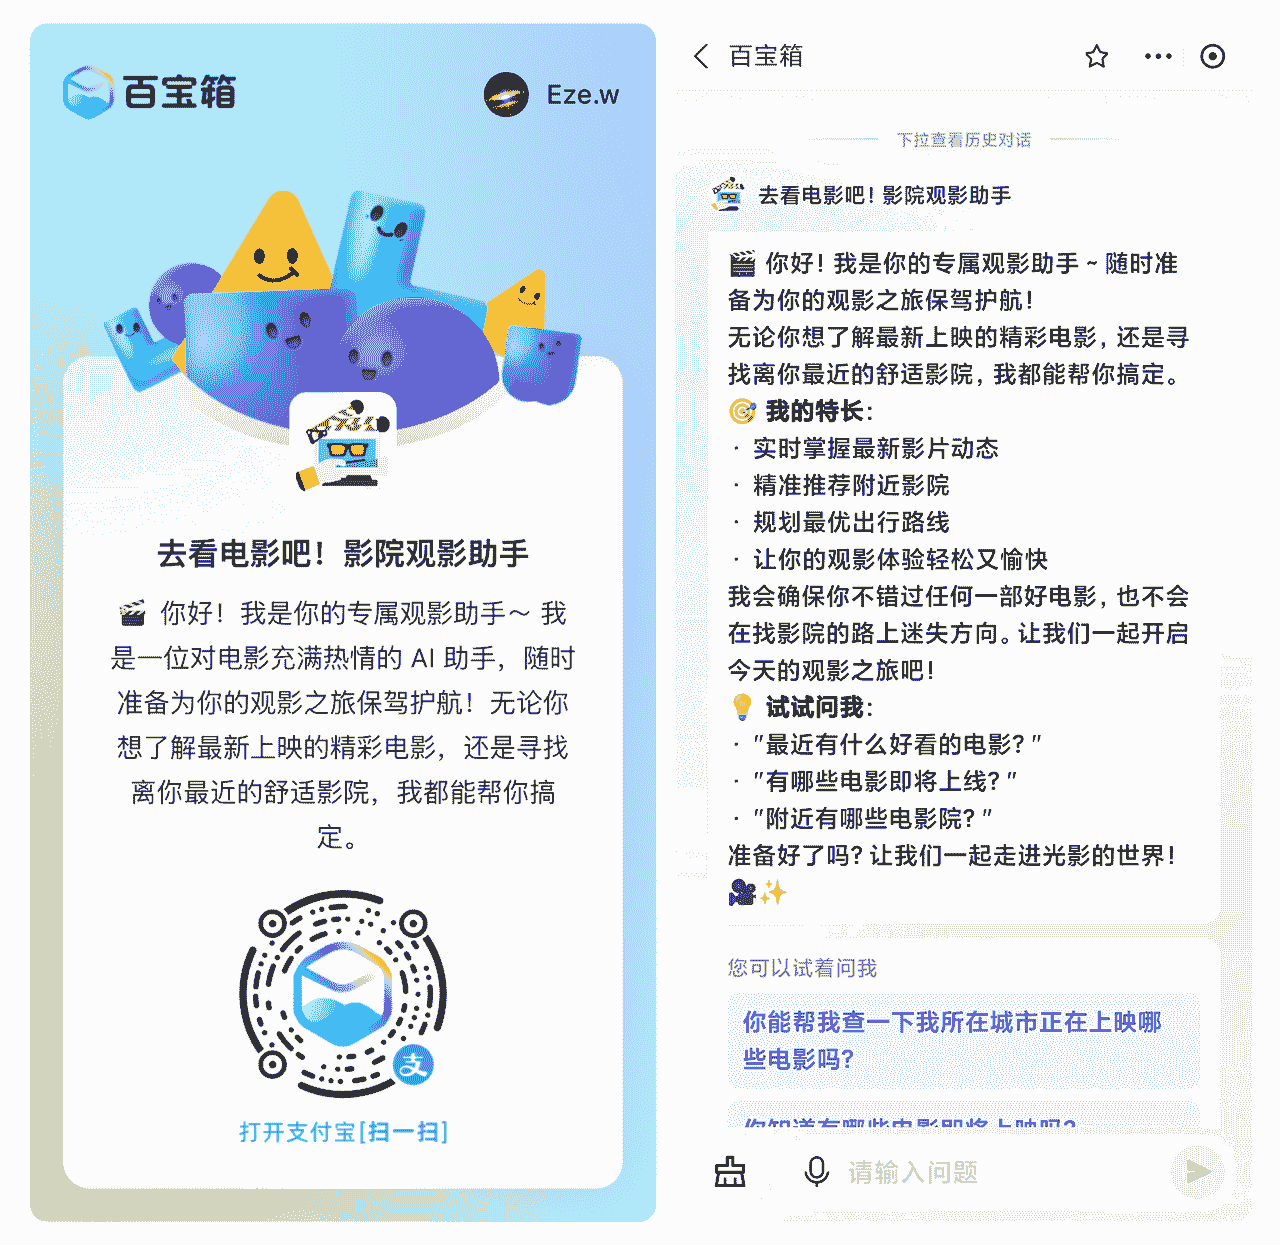 百宝箱
Eze.w
去看电影吧！影院观影助手
🎬 你好！我是你的专属观影助手～ 我
是一位对电影充满热情的 AI 助手，随时
准备为你的观影之旅保驾护航！无论你
想了解最新上映的精彩电影，还是寻找
离你最近的舒适影院，我都能帮你搞
定。
支
打开支付宝[扫一扫]
百宝箱
下拉查看历史对话
去看电影吧！影院观影助手
🎬 你好！我是你的专属观影助手 ~ 随时准
备为你的观影之旅保驾护航！
无论你想了解最新上映的精彩电影，还是寻
找离你最近的舒适影院，我都能帮你搞定。
🎯 我的特长：
· 实时掌握最新影片动态
· 精准推荐附近影院
· 规划最优出行路线
· 让你的观影体验轻松又愉快
我会确保你不错过任何一部好电影，也不会
在找影院的路上迷失方向。让我们一起开启
今天的观影之旅吧！
💡 试试问我：
· "最近有什么好看的电影？"
· "有哪些电影即将上线？"
· "附近有哪些电影院？"
准备好了吗？让我们一起走进光影的世界！
🎥✨
您可以试着问我
你能帮我查一下我所在城市正在上映哪
些电影吗？
你知道有哪些电影即将上映吗？
请输入问题